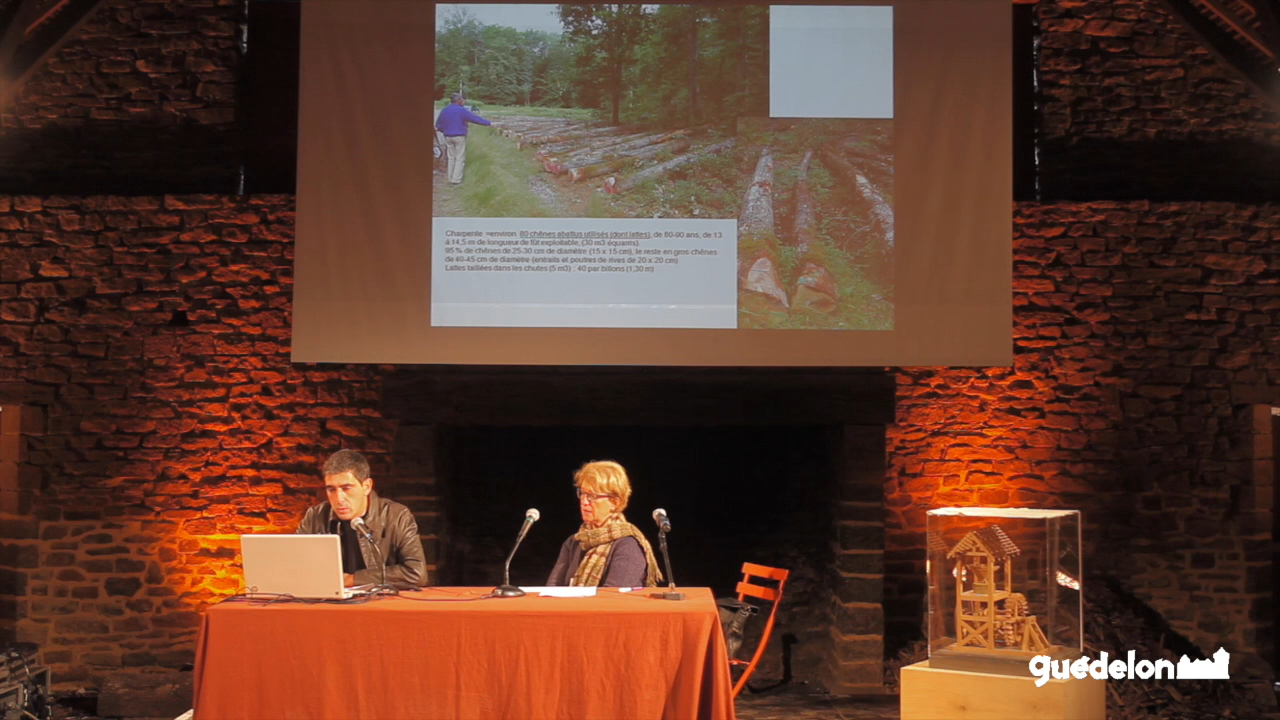 Charpente =environ 80 chênes abattus utilisés (dont lattes), de 60-90 ans, de 13
à 14,5 m de longueur de fût exploitable, (30 m3 équarris)
95 % de chênes de 25-30 cm de diamètre (15 x 15 cm), le reste en gros chênes
de 40-45 cm de diamètre (entraits et poutres de rives de 20 x 20 cm)
Lattes taillées dans les chutes (5 m3) : 40 par billons (1,30 m)
guédelon